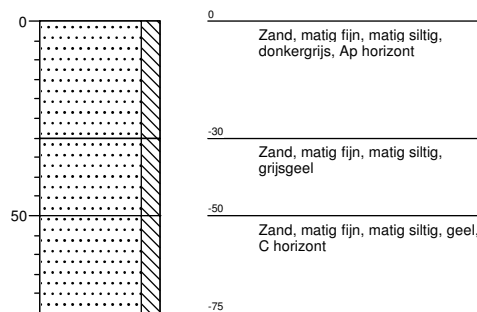 0
0
Zand, matig fijn, matig siltig,
donkergrijs, Ap horizont
-30
Zand, matig fijn, matig siltig,
grijsgeel
50
-50
Zand, matig fijn, matig siltig, geel,
C horizont
-75